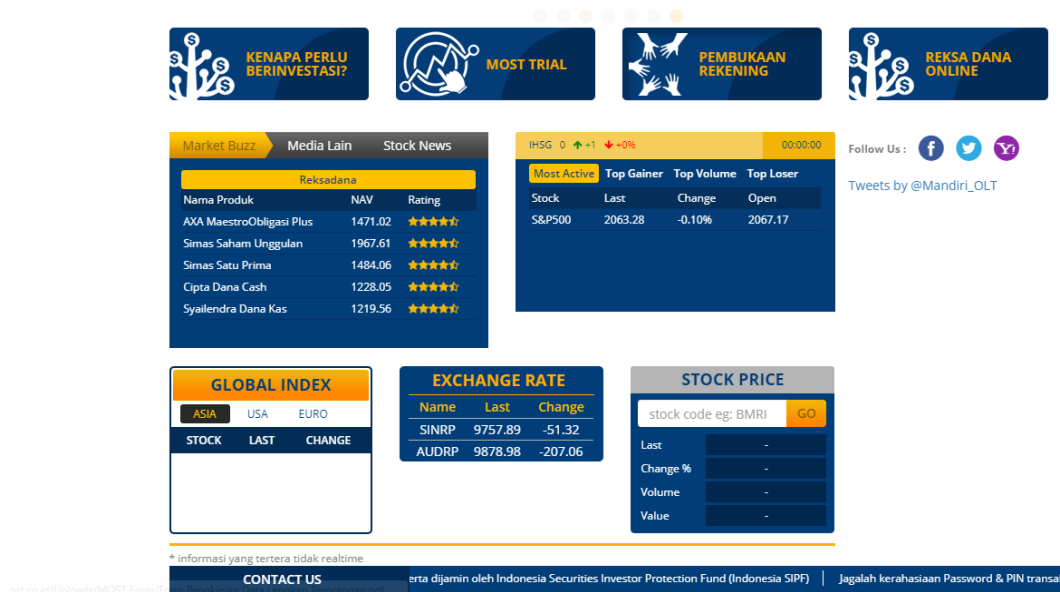 KENAPA PERLU
BERINVESTASI?
MOST TRIAL
PEMBUKAAN
REKENING
REKSA DANA
ONLINE
Market Buzz Media Lain Stock News
Reksadana
Nama Produk NAV Rating
AXA MaestroObligasi Plus 1471.02
Simas Saham Unggulan 1967.61
Simas Satu Prima 1484.06
Cipta Dana Cash 1228.05
Syailendra Dana Kas 1219.56
IHSG 0 +1 +0% 00:00:00
Most Active Top Gainer Top Volume Top Loser
Stock Last Change Open
S&P500 2063.28 -0.10% 2067.17
Follow Us :
Tweets by @Mandiri_OLT
GLOBAL INDEX
ASIA USA EURO
STOCK LAST CHANGE
EXCHANGE RATE
Name Last Change
SINRP 9757.89 -51.32
AUDRP 9878.98 -207.06
STOCK PRICE
stock code eg: BMRI GO
Last -
Change % -
Volume -
Value -
* informasi yang tertera tidak realtime
CONTACT US
erta dijamin oleh Indonesia Securities Investor Protection Fund (Indonesia SIPF) | Jagalah kerahasiaan Password & PIN transa